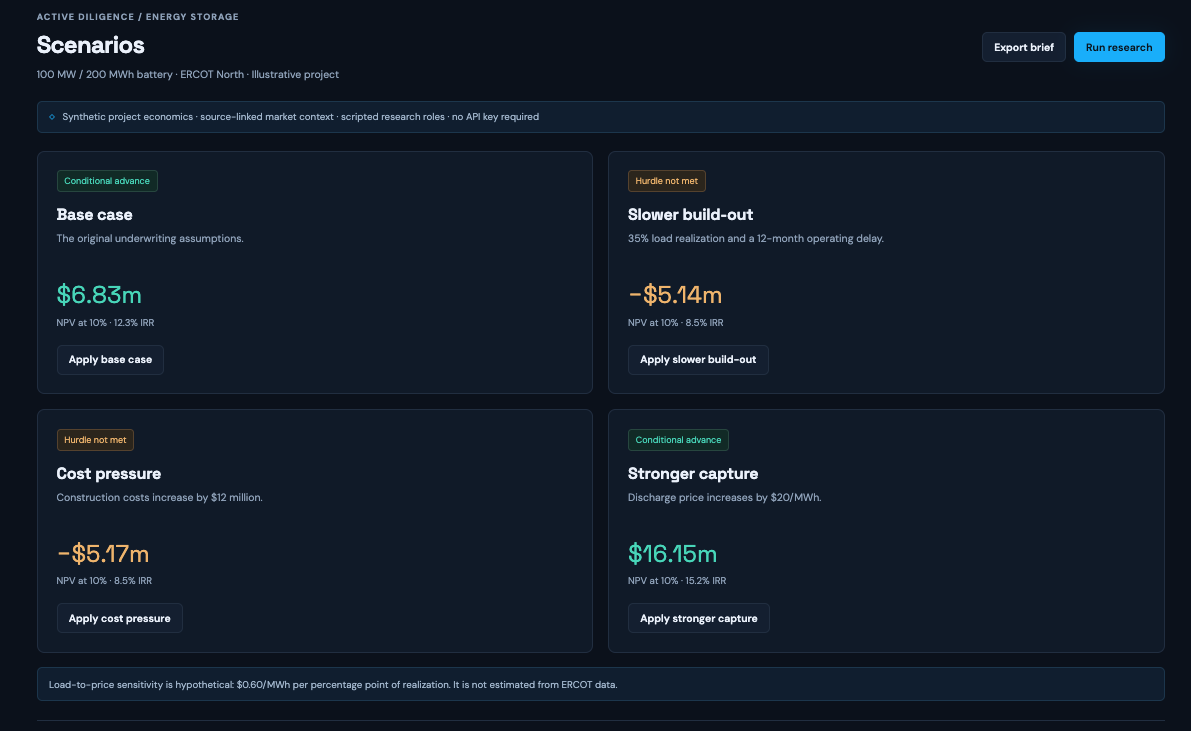 ACTIVE DILIGENCE / ENERGY STORAGE
Scenarios
Export brief
Run research
100 MW / 200 MWh battery · ERCOT North · Illustrative project
Synthetic project economics · source-linked market context · scripted research roles · no API key required
Conditional advance
Base case
The original underwriting assumptions.
$6.83m
NPV at 10% · 12.3% IRR
Apply base case
Hurdle not met
Slower build-out
35% load realization and a 12-month operating delay.
−$5.14m
NPV at 10% · 8.5% IRR
Apply slower build-out
Hurdle not met
Cost pressure
Construction costs increase by $12 million.
−$5.17m
NPV at 10% · 8.5% IRR
Apply cost pressure
Conditional advance
Stronger capture
Discharge price increases by $20/MWh.
$16.15m
NPV at 10% · 15.2% IRR
Apply stronger capture
Load-to-price sensitivity is hypothetical: $0.60/MWh per percentage point of realization. It is not estimated from ERCOT data.